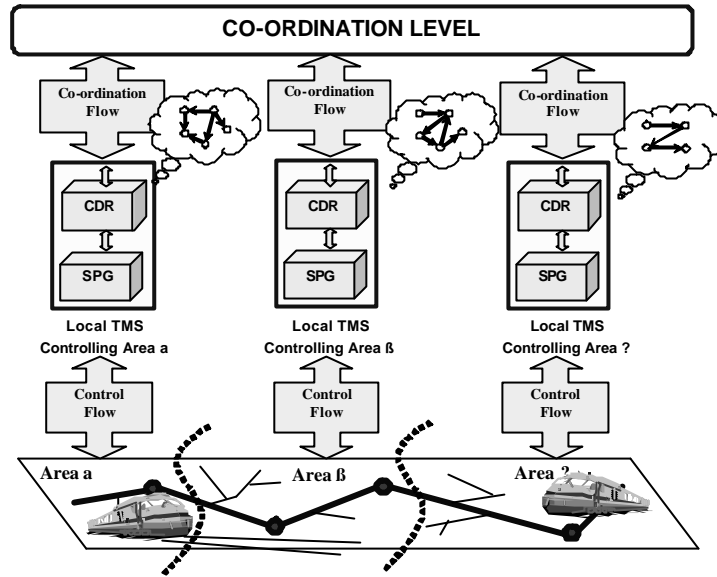 CO-ORDINATION LEVEL
Co-ordination
Flow
Co-ordination
Flow
Co-ordination
Flow
CDR
CDR
CDR
SPG
SPG
SPG
Local TMS
Controlling Area a
Local TMS
Controlling Area ß
Local TMS
Controlling Area ?
Control
Flow
Control
Flow
Control
Flow
Area a
Area ß
Area ?